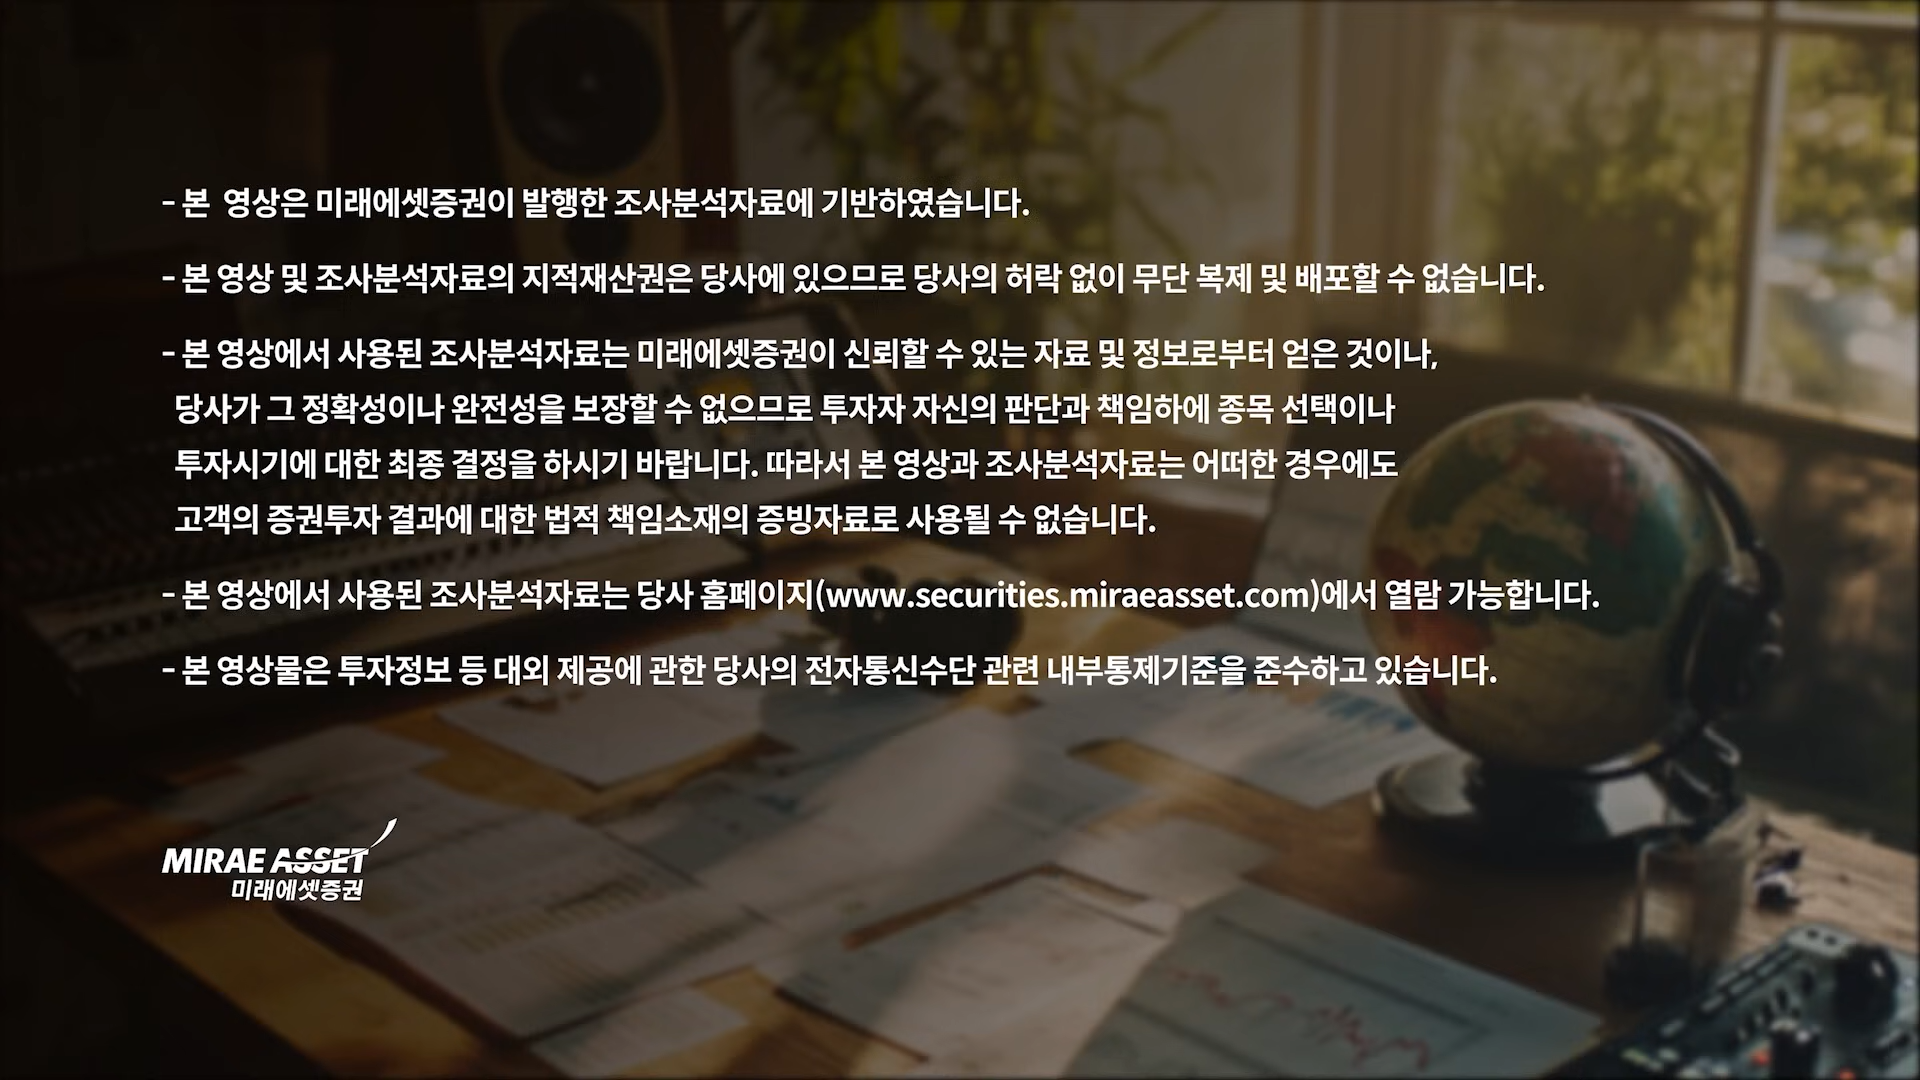 - 본 영상은 미래에셋증권이 발행한 조사분석자료에 기반하였습니다.
- 본 영상 및 조사분석자료의 지적재산권은 당사에 있으므로 당사의 허락 없이 무단 복제 및 배포할 수 없습니다.
- 본 영상에서 사용된 조사분석자료는 미래에셋증권이 신뢰할 수 있는 자료 및 정보로부터 얻은 것이나,
당사가 그 정확성이나 완전성을 보장할 수 없으므로 투자자 자신의 판단과 책임하에 종목 선택이나
투자시기에 대한 최종 결정을 하시기 바랍니다. 따라서 본 영상과 조사분석자료는 어떠한 경우에도
고객의 증권투자 결과에 대한 법적 책임소재의 증빙자료로 사용될 수 없습니다.
- 본 영상에서 사용된 조사분석자료는 당사 홈페이지(www.securities.miraeasset.com)에서 열람 가능합니다.
- 본 영상물은 투자정보 등 대외 제공에 관한 당사의 전자통신수단 관련 내부통제기준을 준수하고 있습니다.
MIRAE ASSET
미래에셋증권